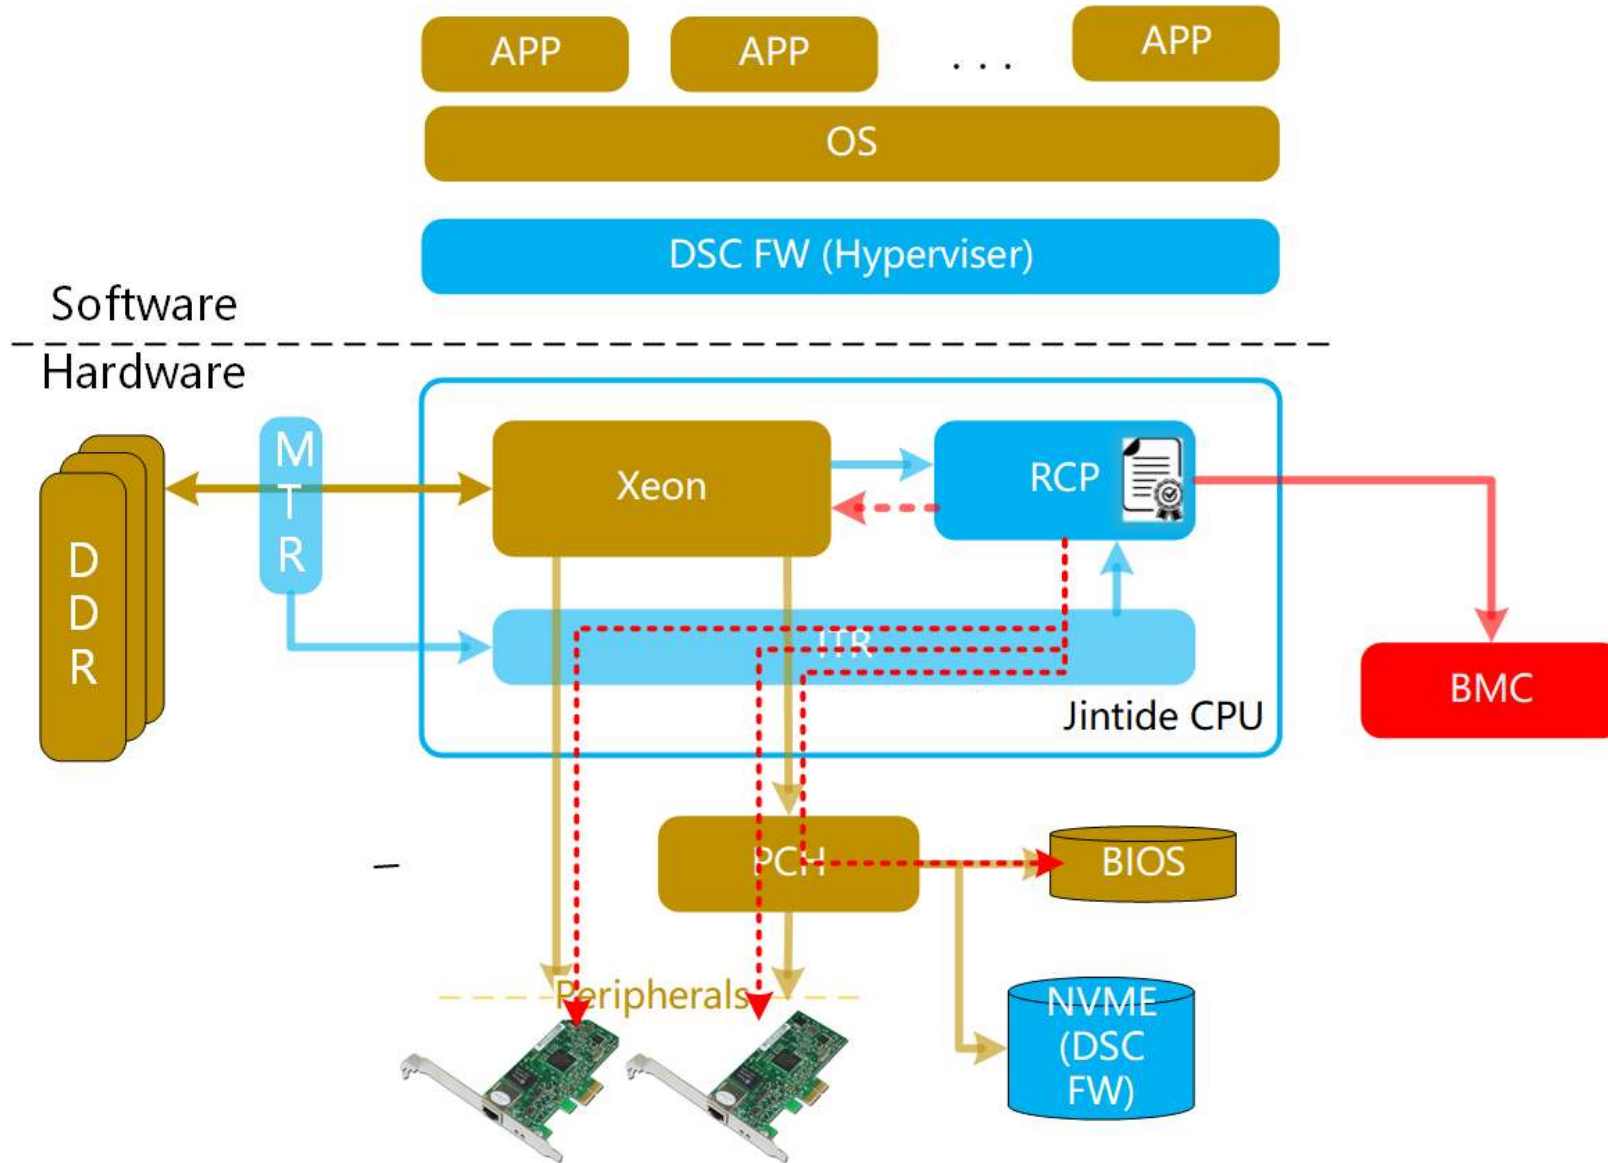 APP
APP
. . .
APP
OS
DSC FW (Hyperviser)
Software
Hardware
M
T
R
D
D
R
Xeon
RCP
ITR
Jintide CPU
BMC
PCH
BIOS
Peripherals
NVME
(DSC
FW)